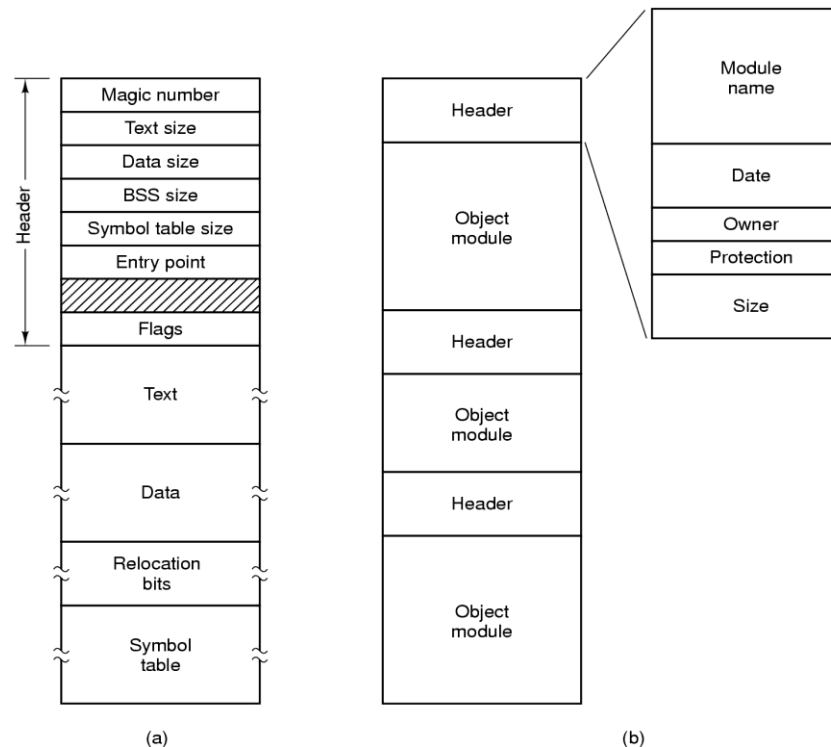 Header
Magic number
Text size
Data size
BSS size
Symbol table size
Entry point
Flags
Text
Data
Relocation
bits
Symbol
table
(a)
Header
Object
module
Header
Object
module
Header
Object
module
Module
name
Date
Owner
Protection
Size
(b)